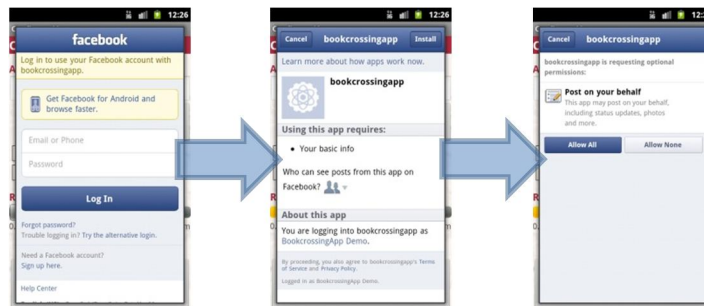 12:26
facebook
Log in to use your Facebook account with
bookcrossingapp.
Get Facebook for Android and
browse faster.
Email or Phone
Password
Log In
Forgot password?
Trouble logging in? Try the alternative login.
Need a Facebook account?
Sign up here.
Help Center
12:26
Cancel bookcrossingapp Install
Learn more about how apps work now.
bookcrossingapp
Using this app requires:
• Your basic info
Who can see posts from this app on
Facebook?
About this app
You are logging into bookcrossingapp as
BookcrossingApp Demo.
By proceeding, you also agree to bookcrossingapp's Terms
of Service and Privacy Policy.
Logged in as BookcrossingApp Demo.
Cancel bookcrossingapp
bookcrossingapp is requesting optional
permissions:
Post on your behalf
This app may post on your behalf,
including status updates, photos
and more.
Allow All Allow None